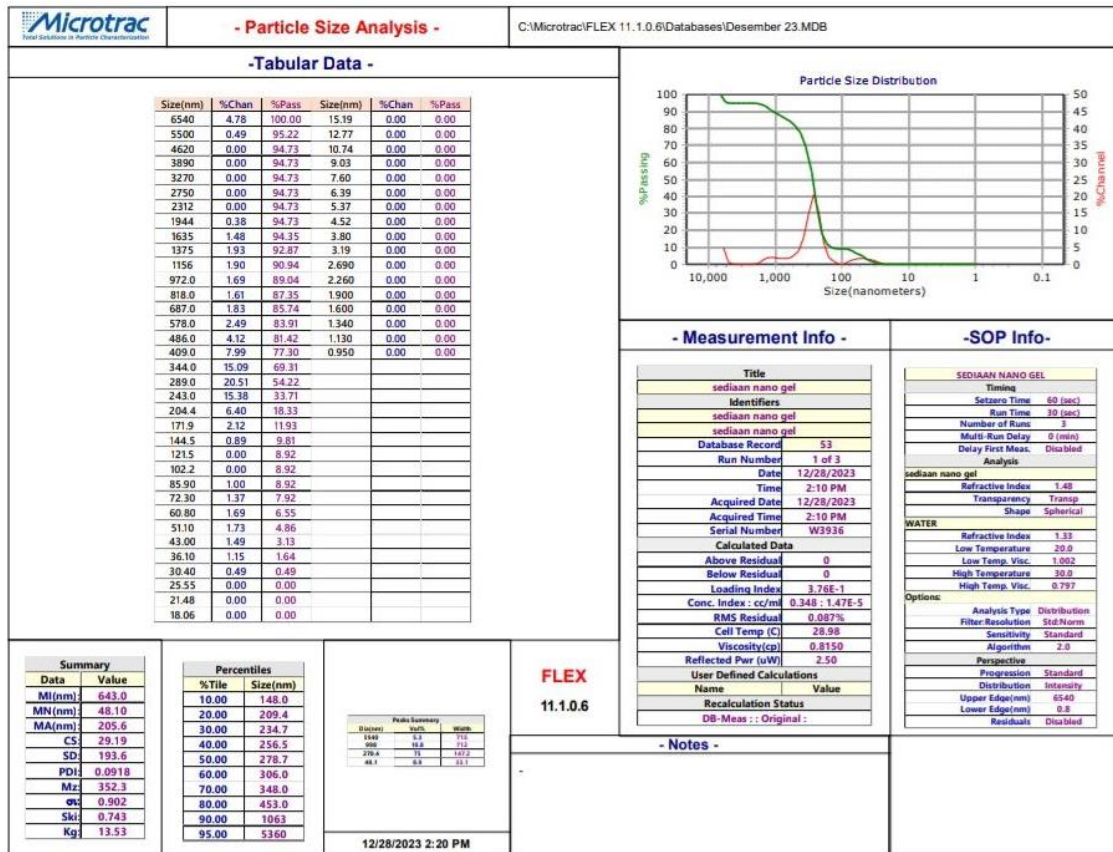 Microtrac
Total Solutions in Particle Characterization
- Particle Size Analysis -
C:\Microtrac\FLEX 11.1.0.6\Databases\Desember 23.MDB
-Tabular Data -
Size(nm) %Chan %Pass Size(nm) %Chan %Pass
6540 4.78 100.00 15.19 0.00 0.00
5500 0.49 95.22 12.77 0.00 0.00
4620 0.00 94.73 10.74 0.00 0.00
3890 0.00 94.73 9.03 0.00 0.00
3270 0.00 94.73 7.60 0.00 0.00
2750 0.00 94.73 6.39 0.00 0.00
2312 0.00 94.73 5.37 0.00 0.00
1944 0.38 94.73 4.52 0.00 0.00
1635 1.48 94.35 3.80 0.00 0.00
1375 1.93 92.87 3.19 0.00 0.00
1156 1.90 90.94 2.690 0.00 0.00
972.0 1.69 89.04 2.260 0.00 0.00
818.0 1.61 87.35 1.900 0.00 0.00
687.0 1.83 85.74 1.600 0.00 0.00
578.0 2.49 83.91 1.340 0.00 0.00
486.0 4.12 81.42 1.130 0.00 0.00
409.0 7.99 77.30 0.950 0.00 0.00
344.0 15.09 69.31
289.0 20.51 54.22
243.0 15.38 33.71
204.4 6.40 18.33
171.9 2.12 11.93
144.5 0.89 9.81
121.5 0.00 8.92
102.2 0.00 8.92
85.90 1.00 8.92
72.30 1.37 7.92
60.80 1.69 6.55
51.10 1.73 4.86
43.00 1.49 3.13
36.10 1.15 1.64
30.40 0.49 0.49
25.55 0.00 0.00
21.48 0.00 0.00
18.06 0.00 0.00
Particle Size Distribution
%Passing
100
90
80
70
60
50
40
30
20
10
0
%Channel
50
45
40
35
30
25
20
15
10
5
0
10,000 1,000 100 10 1 0.1
Size(nanometers)
- Measurement Info -
Title
sediaan nano gel
Identifiers
sediaan nano gel
sediaan nano gel
Database Record 53
Run Number 1 of 3
Date 12/28/2023
Time 2:10 PM
Acquired Date 12/28/2023
Acquired Time 2:10 PM
Serial Number W3936
Calculated Data
Above Residual 0
Below Residual 0
Loading Index 3.76E-1
Conc. Index : cc/ml 0.348 : 1.47E-5
RMS Residual 0.087%
Cell Temp (C) 28.98
Viscosity(cp) 0.8150
Reflected Pwr (uW) 2.50
User Defined Calculations
Name Value
Recalculation Status
DB-Meas : : Original :
-SOP Info-
SEDIAAN NANO GEL
Timing
Setzero Time 60 (sec)
Run Time 30 (sec)
Number of Runs 3
Multi-Run Delay 0 (min)
Delay First Meas. Disabled
Analysis
sediaan nano gel
Refractive Index 1.48
Transparency Transp
Shape Spherical
WATER
Refractive Index 1.33
Low Temperature 20.0
Low Temp. Visc. 1.002
High Temperature 30.0
High Temp. Visc. 0.797
Options:
Analysis Type Distribution
Filter:Resolution Std:Norm
Sensitivity Standard
Algorithm 2.0
Perspective
Progression Standard
Distribution Intensity
Upper Edge(nm) 6540
Lower Edge(nm) 0.8
Residuals Disabled
Summary
Data Value
MI(nm): 643.0
MN(nm): 48.10
MA(nm): 205.6
CS: 29.19
SD: 193.6
PDI: 0.0918
Mz: 352.3
σı: 0.902
Ski: 0.743
Kg: 13.53
Percentiles
%Tile Size(nm)
10.00 148.0
20.00 209.4
30.00 234.7
40.00 256.5
50.00 278.7
60.00 306.0
70.00 348.0
80.00 453.0
90.00 1063
95.00 5360
Peaks Summary
Dia(nm) Vol% Width
5.3 715
712
279.4 75 147.2
48.1 33.1
12/28/2023 2:20 PM
FLEX
11.1.0.6
- Notes -
-